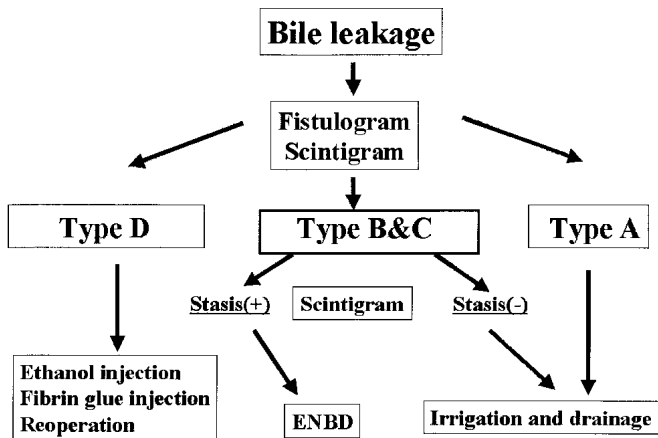 Bile leakage
Fistulogram
Scintigram
Type D
Type B&C
Type A
Stasis(+)
Scintigram
Stasis(-)
Ethanol injection
Fibrin glue injection
Reoperation
ENBD
Irrigation and drainage